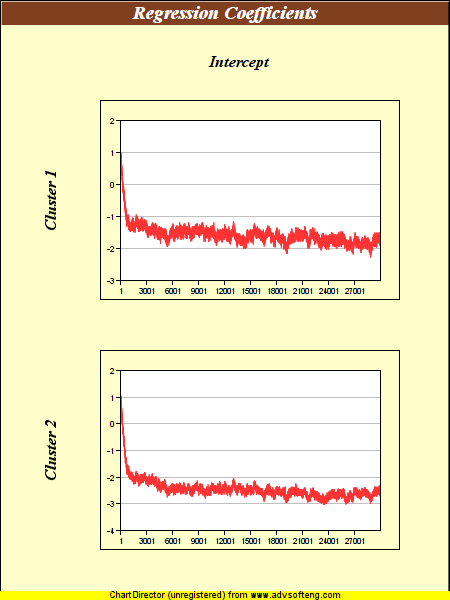 Regression Coefficients
Intercept
Cluster 1
2
1
0
-1
-2
-3
1 3001 6001 9001 12001 15001 18001 21001 24001 27001
Cluster 2
2
1
0
-1
-2
-3
-4
1 3001 6001 9001 12001 15001 18001 21001 24001 27001
ChartDirector (unregistered) from www.advsofteng.com